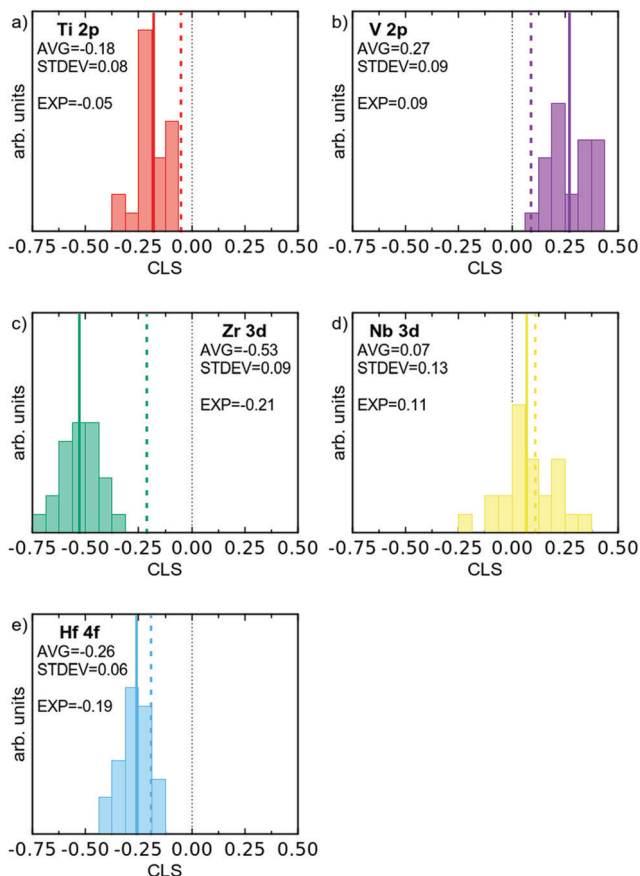 a)
Ti 2p
AVG=-0.18
STDEV=0.08
EXP=-0.05
arb. units
-0.75 -0.50 -0.25 0.00 0.25 0.50
CLS
b)
V 2p
AVG=0.27
STDEV=0.09
EXP=0.09
arb. units
-0.75 -0.50 -0.25 0.00 0.25 0.50
CLS
c)
Zr 3d
AVG=-0.53
STDEV=0.09
EXP=-0.21
arb. units
-0.75 -0.50 -0.25 0.00 0.25 0.50
CLS
d)
Nb 3d
AVG=0.07
STDEV=0.13
EXP=0.11
arb. units
-0.75 -0.50 -0.25 0.00 0.25 0.50
CLS
e)
Hf 4f
AVG=-0.26
STDEV=0.06
EXP=-0.19
arb. units
-0.75 -0.50 -0.25 0.00 0.25 0.50
CLS